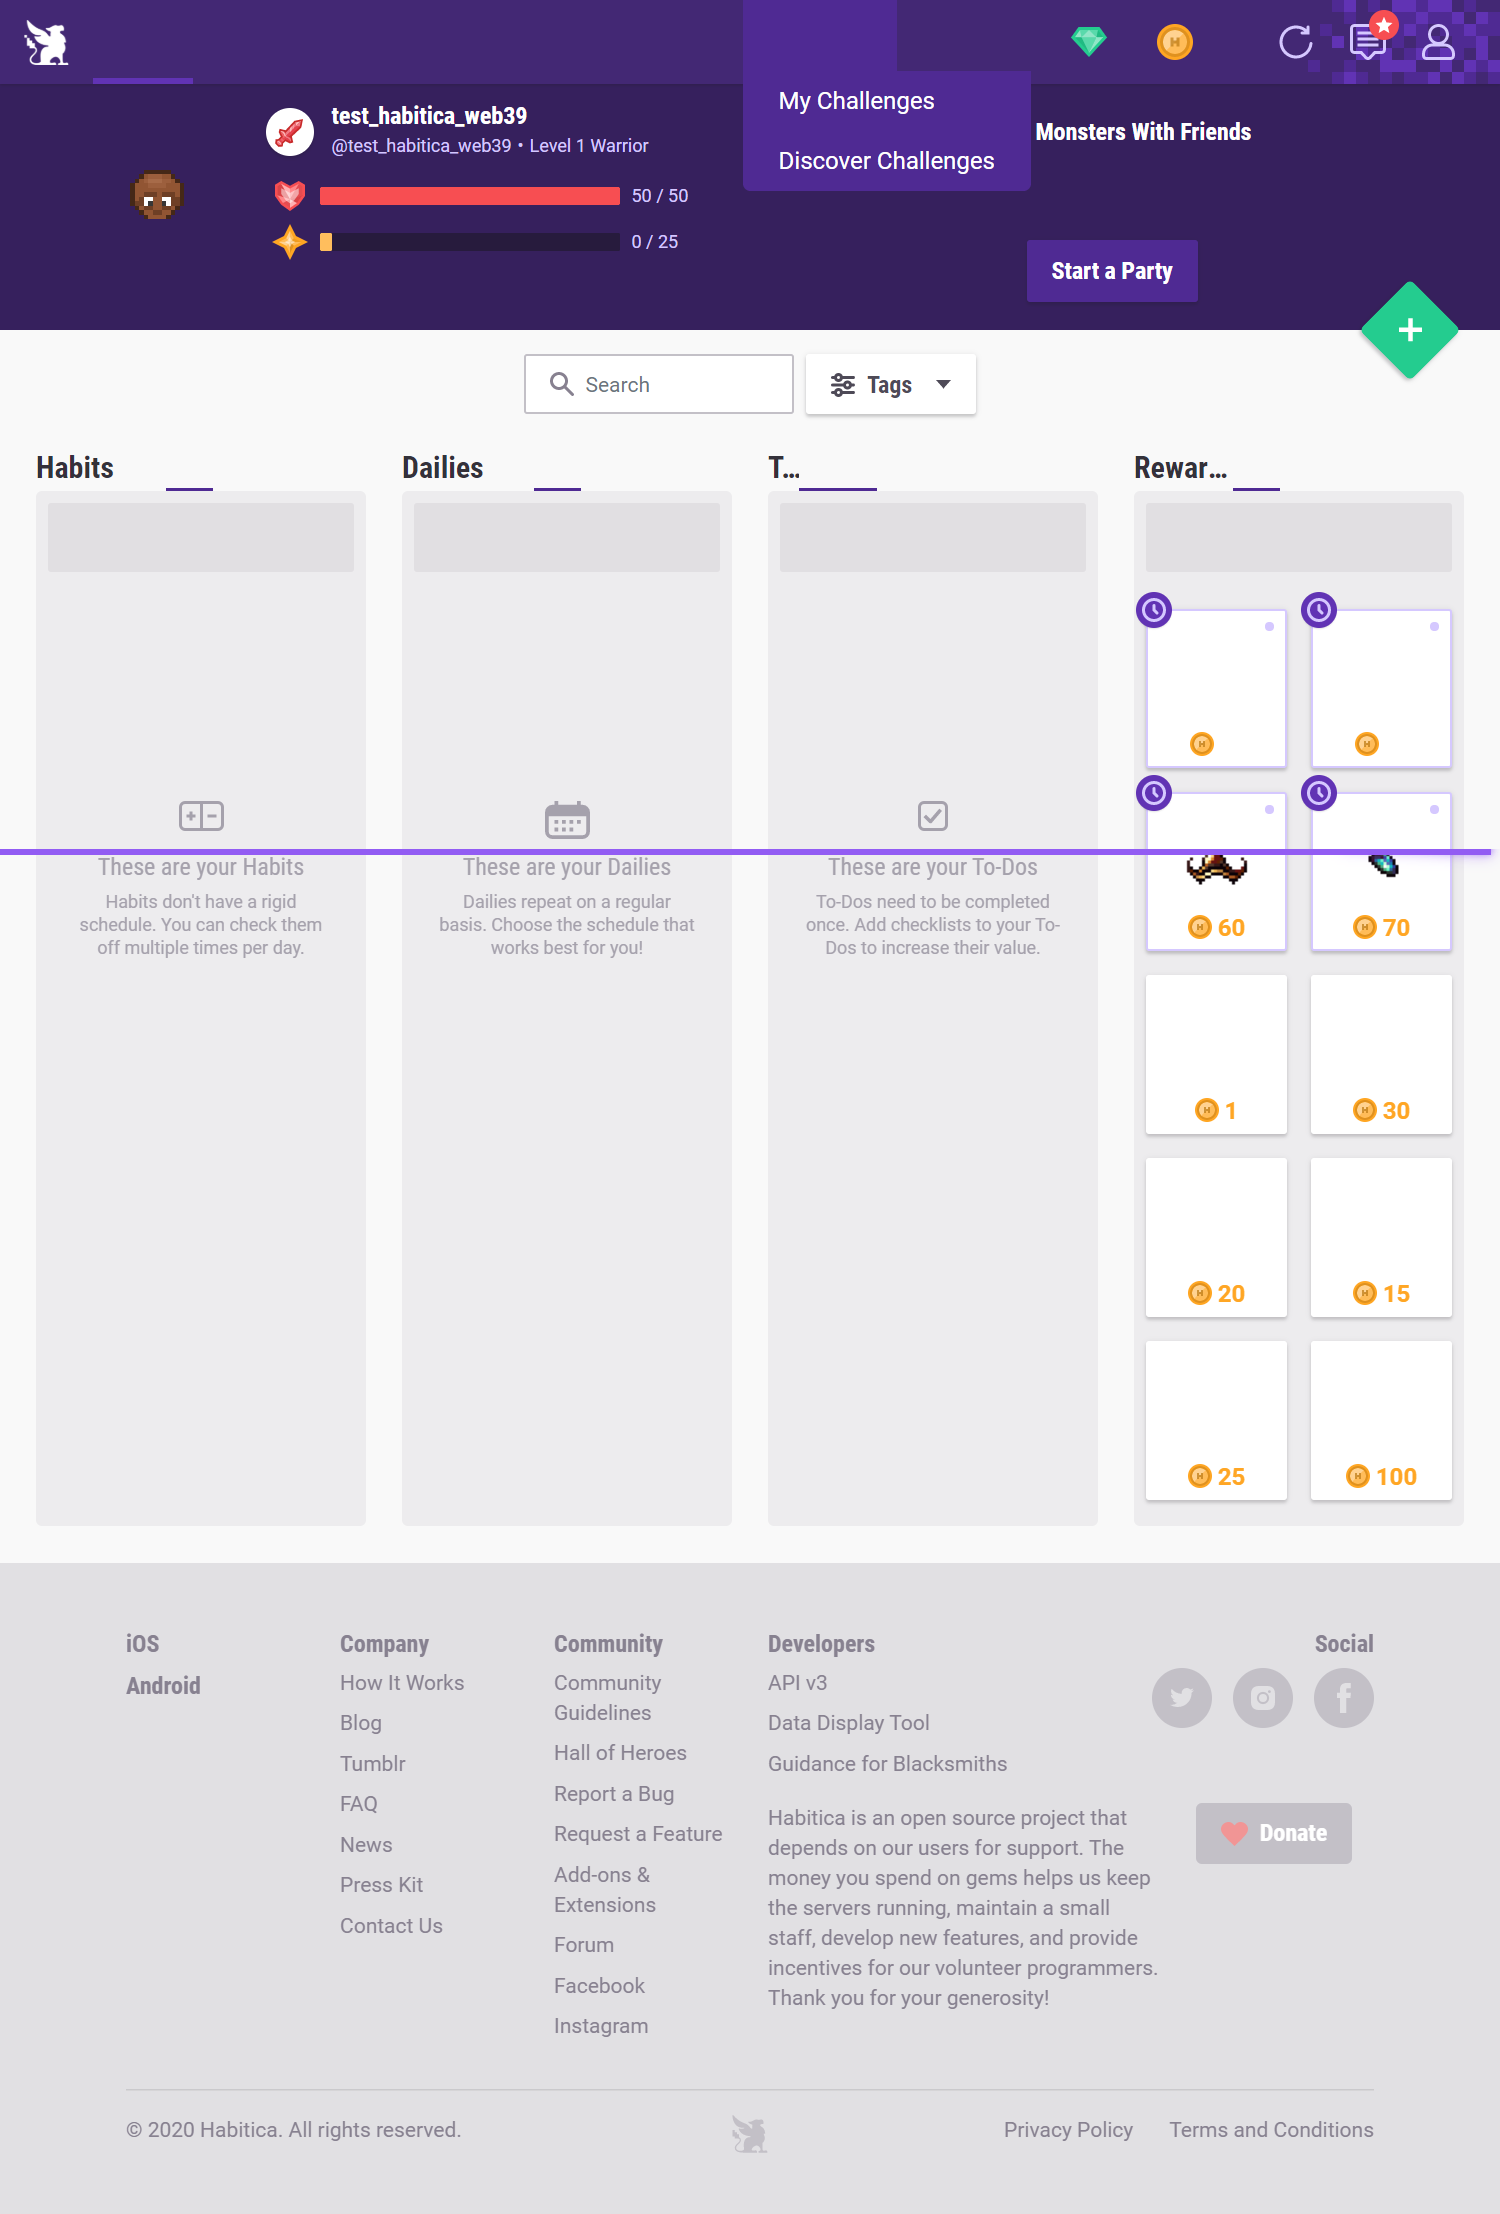 My Challenges
Discover Challenges
test_habitica_web39
@test_habitica_web39 • Level 1 Warrior
50 / 50
0 / 25
Monsters With Friends
Start a Party
Search
Tags
Habits
Dailies
T...
Rewar...
These are your Habits
Habits don't have a rigid
schedule. You can check them
off multiple times per day.
These are your Dailies
Dailies repeat on a regular
basis. Choose the schedule that
works best for you!
These are your To-Dos
To-Dos need to be completed
once. Add checklists to your To-
Dos to increase their value.
60
70
1
30
20
15
25
100
iOS
Android
Company
How It Works
Blog
Tumblr
FAQ
News
Press Kit
Contact Us
Community
Community
Guidelines
Hall of Heroes
Report a Bug
Request a Feature
Add-ons &
Extensions
Forum
Facebook
Instagram
Developers
API v3
Data Display Tool
Guidance for Blacksmiths
Habitica is an open source project that
depends on our users for support. The
money you spend on gems helps us keep
the servers running, maintain a small
staff, develop new features, and provide
incentives for our volunteer programmers.
Thank you for your generosity!
Social
Donate
© 2020 Habitica. All rights reserved.
Privacy Policy
Terms and Conditions